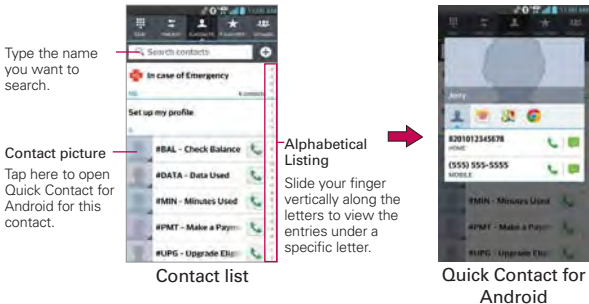 Type the name
you want to
search.
Contact picture
Tap here to open
Quick Contact for
Android for this
contact.
Search contacts
In case of Emergency
Set up my profile
#BAL - Check Balance
#DATA - Data Used
#MIN - Minutes Used
#PMT - Make a Paym
#UPG - Upgrade Elig
Contact list
Alphabetical
Listing
Slide your finger
vertically along the
letters to view the
entries under a
specific letter.
Jerry
8201012345678
HOME
(555) 555-5555
MOBILE
#MIN - Minutes Used
#PMT - Make a Paym
#UPG - Upgrade Elig
Quick Contact for
Android